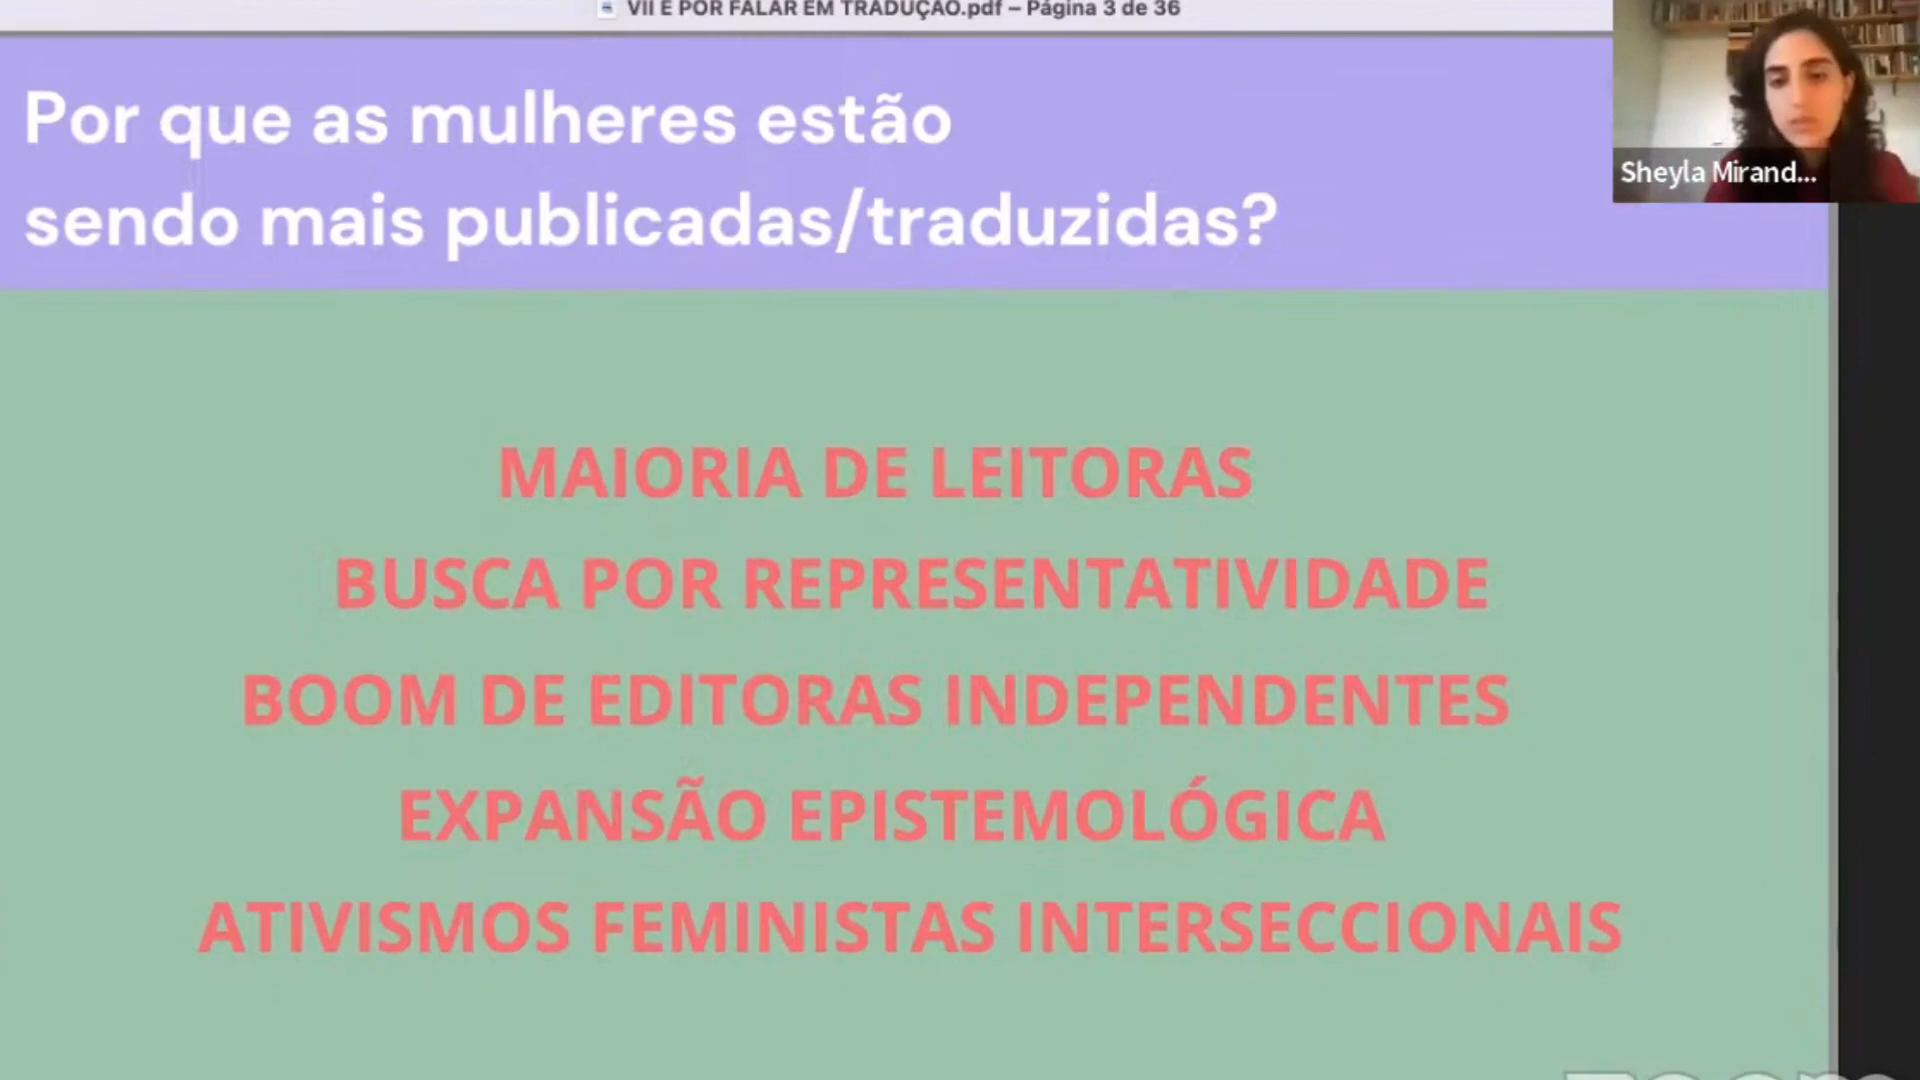 VII E POR FALAR EM TRADUÇÃO.pdf – Página 3 de 36
Por que as mulheres estão
sendo mais publicadas/traduzidas?
Sheyla Mirand...
MAIORIA DE LEITORAS
BUSCA POR REPRESENTATIVIDADE
BOOM DE EDITORAS INDEPENDENTES
EXPANSÃO EPISTEMOLÓGICA
ATIVISMOS FEMINISTAS INTERSECCIONAIS